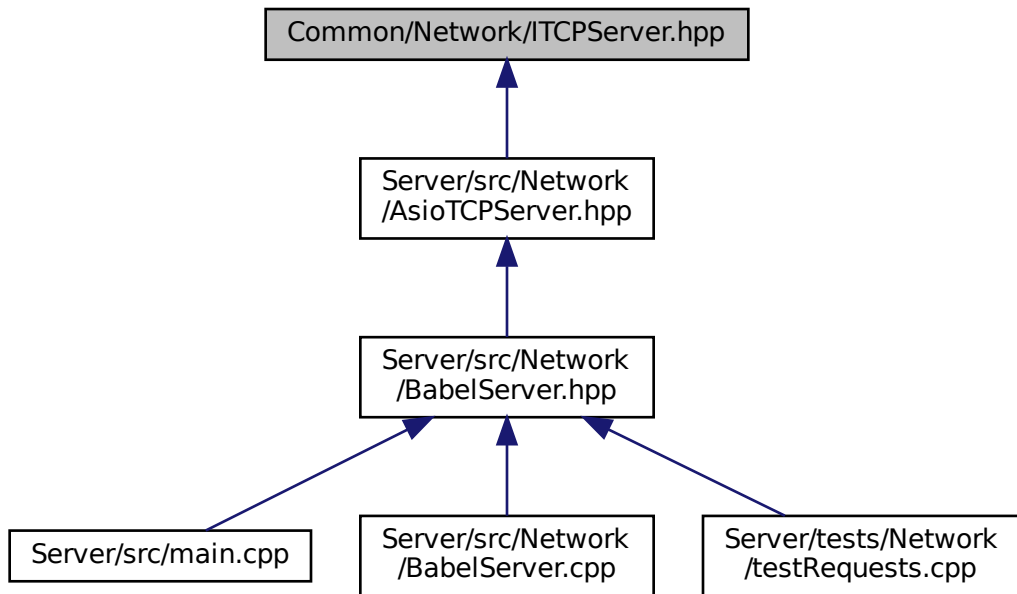 Common/Network/ITCPServer.hpp
Server/src/Network
/AsioTCPServer.hpp
Server/src/Network
/BabelServer.hpp
Server/src/main.cpp
Server/src/Network
/BabelServer.cpp
Server/tests/Network
/testRequests.cpp